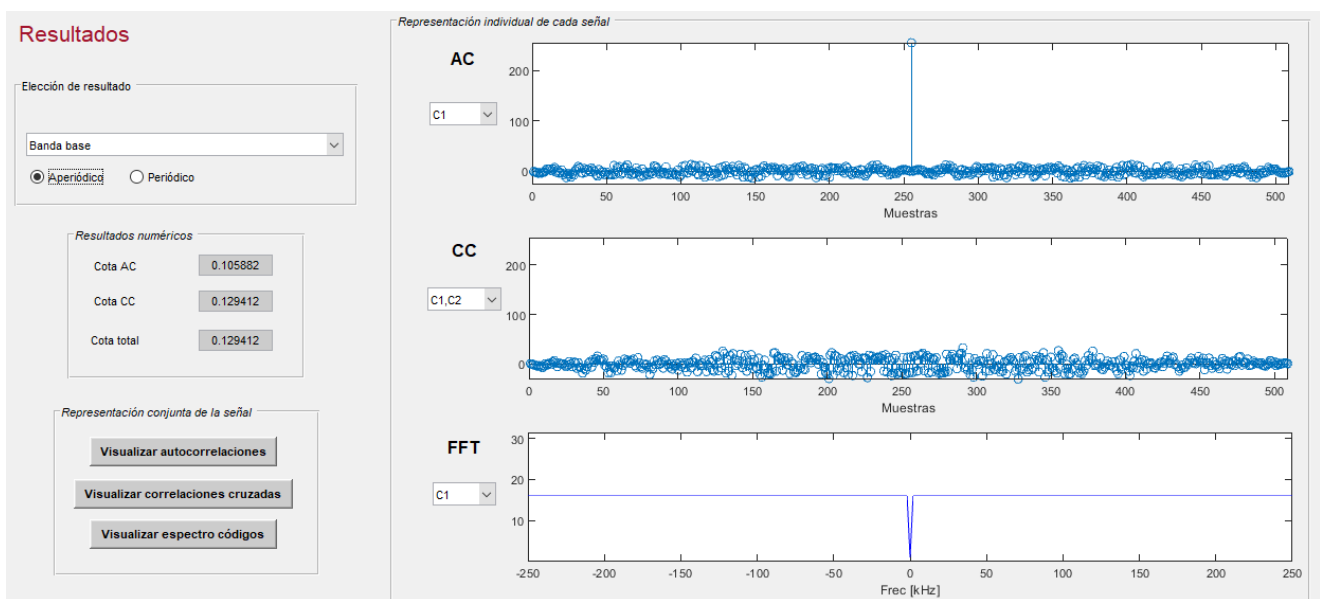 Resultados
Elección de resultado
Banda base
Aperiódico
Periódico
Resultados numéricos
Cota AC
0.105882
Cota CC
0.129412
Cota total
0.129412
Representación conjunta de la señal
Visualizar autocorrelaciones
Visualizar correlaciones cruzadas
Visualizar espectro códigos
Representación individual de cada señal
AC
C1
200
100
0
0 50 100 150 200 250 300 350 400 450 500
Muestras
CC
C1,C2
200
100
0
0 50 100 150 200 250 300 350 400 450 500
Muestras
FFT
C1
30
20
10
-250 -200 -150 -100 -50 0 50 100 150 200 250
Frec [kHz]